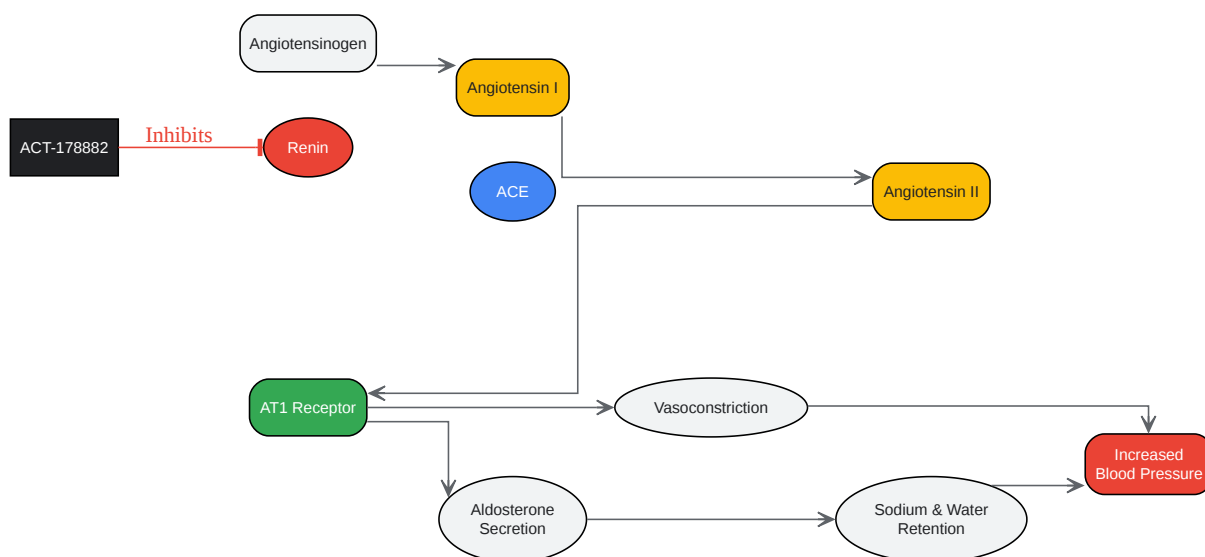 Angiotensinogen
Angiotensin I
ACT-178882
Inhibits
Renin
ACE
Angiotensin II
AT1 Receptor
Vasoconstriction
Increased
Blood Pressure
Aldosterone
Secretion
Sodium & Water
Retention